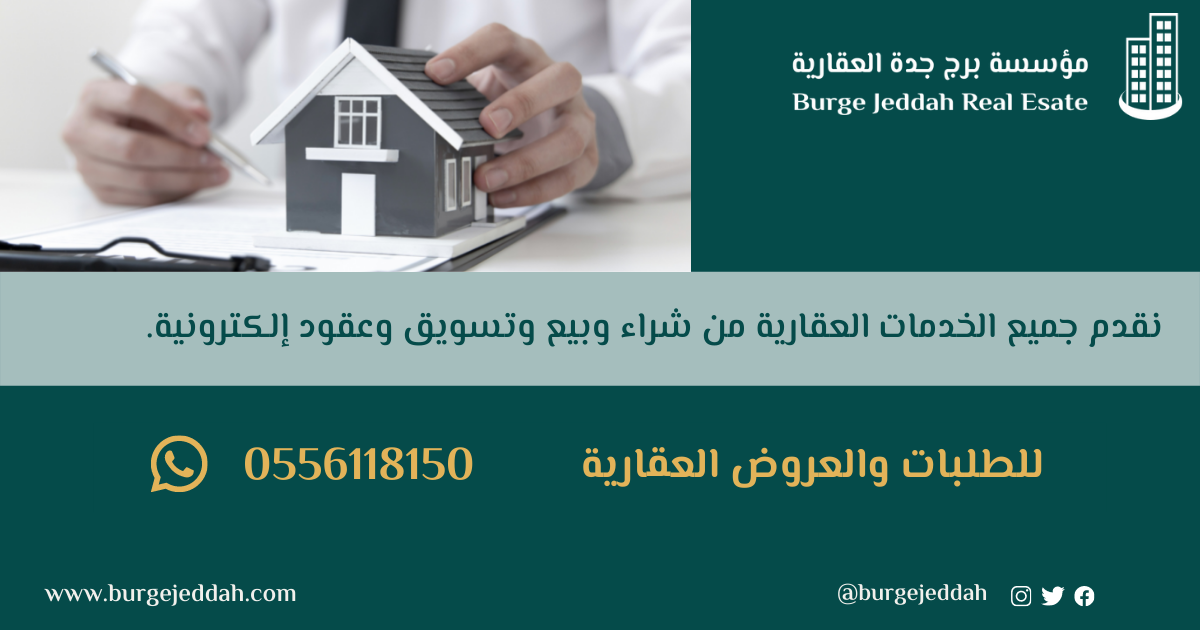 مؤسسة برج جدة العقارية
Burge Jeddah Real Esate
نقدم جميع الخدمات العقارية من شراء وبيع وتسويق وعقود إلكترونية.
للطلبات والعروض العقارية
0556118150
@burgejeddah
www.burgejeddah.com